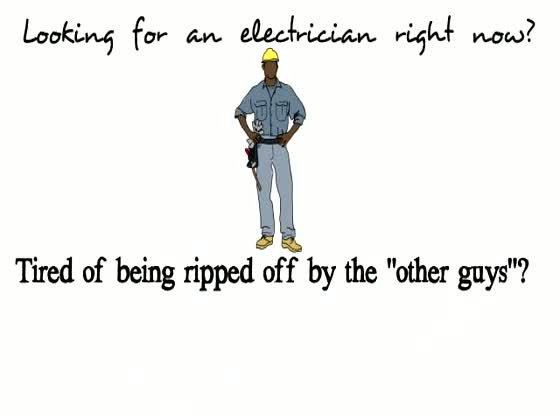 Looking for an electrician right now?
Tired of being ripped off by the "other guys"?